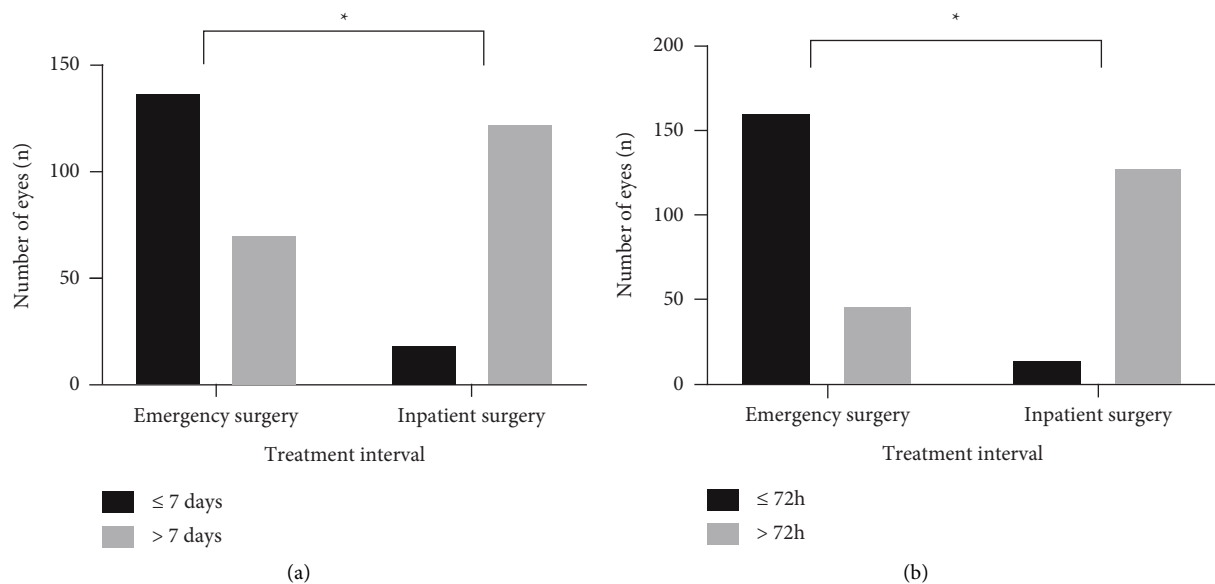 *
150
100
50
0
Number of eyes (n)
Emergency surgery
Inpatient surgery
Treatment interval
≤ 7 days
> 7 days
(a)
*
200
150
100
50
0
Number of eyes (n)
Emergency surgery
Inpatient surgery
Treatment interval
≤ 72h
> 72h
(b)